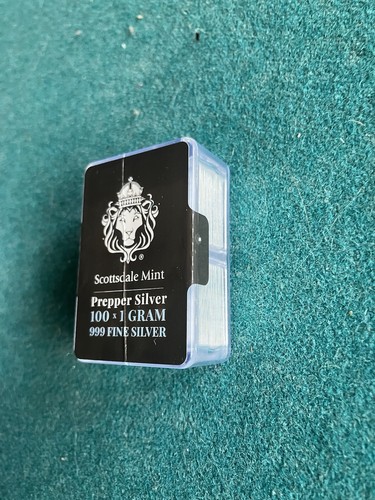 ®
Scottsdale Mint
Prepper Silver
100 x 1 GRAM
999 FINE SILVER